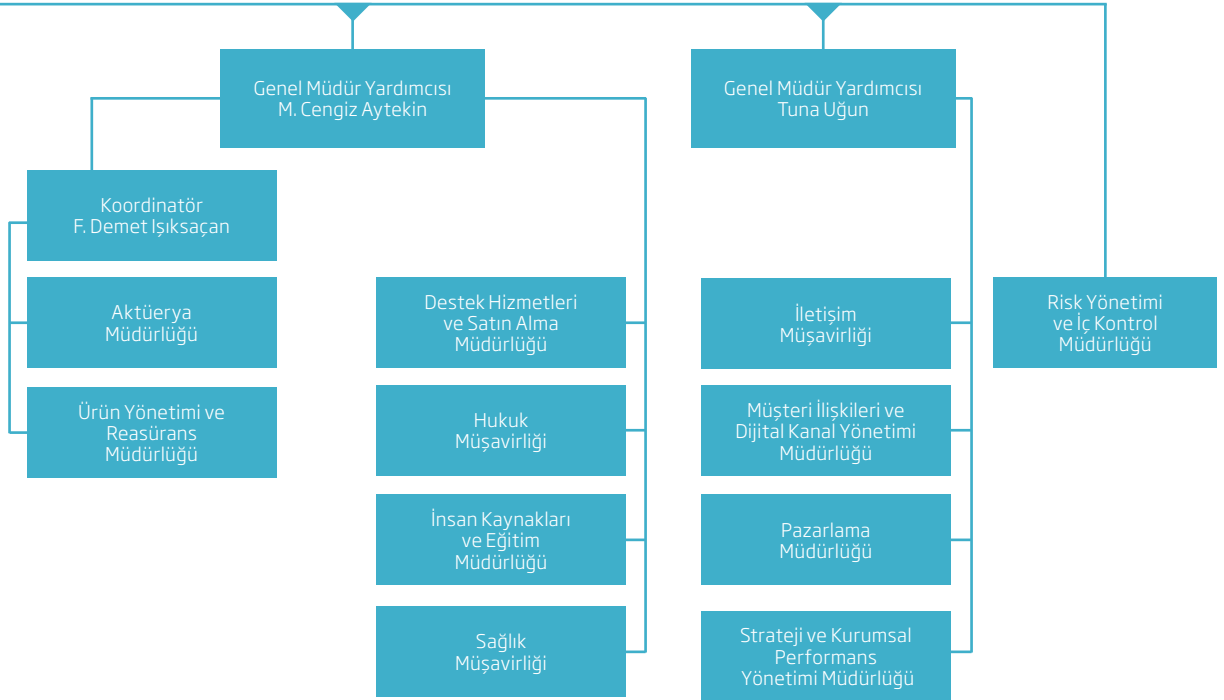 Genel Müdür Yardımcısı
M. Cengiz Aytekin
Genel Müdür Yardımcısı
Tuna Uğun
Koordinatör
F. Demet Işıksaçan
Aktüerya
Müdürlüğü
Ürün Yönetimi ve
Reasürans
Müdürlüğü
Destek Hizmetleri
ve Satın Alma
Müdürlüğü
Hukuk
Müşavirliği
İnsan Kaynakları
ve Eğitim
Müdürlüğü
Sağlık
Müşavirliği
İletişim
Müşavirliği
Müşteri İlişkileri ve
Dijital Kanal Yönetimi
Müdürlüğü
Pazarlama
Müdürlüğü
Strateji ve Kurumsal
Performans
Yönetimi Müdürlüğü
Risk Yönetimi
ve İç Kontrol
Müdürlüğü